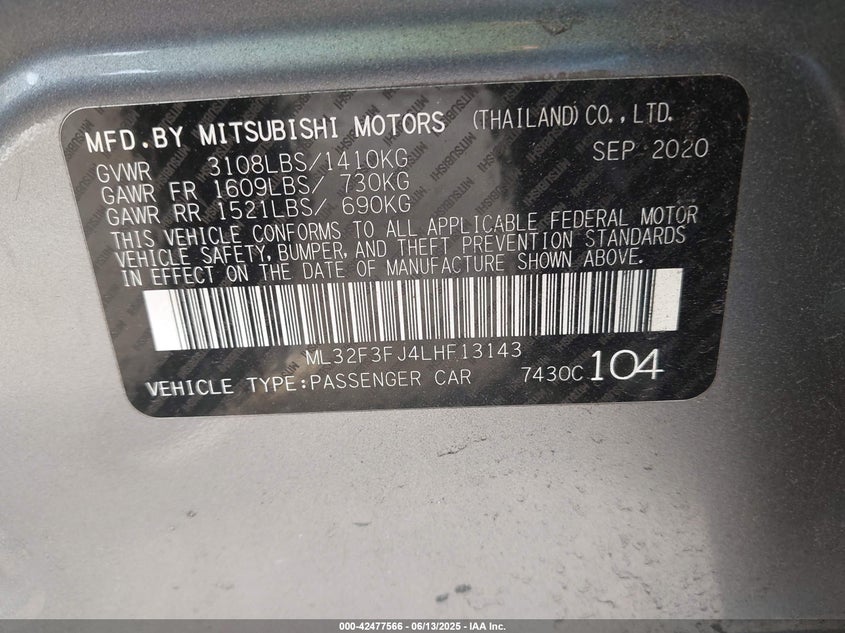 MFD.BY MITSUBISHI MOTORS (THAILAND) CO.,LTD.
GVWR 3108LBS/1410KG SEP 2020
GAWR FR 1609LBS/ 730KG
GAWR RR 1521LBS/ 690KG
THIS VEHICLE CONFORMS TO ALL APPLICABLE FEDERAL MOTOR
VEHICLE SAFETY, BUMPER, AND THEFT PREVENTION STANDARDS
IN EFFECT ON THE DATE OF MANUFACTURE SHOWN ABOVE.
ML32F3FJ4LHF13143
VEHICLE TYPE:PASSENGER CAR 7430C 104
000-42477566 - 06/13/2025 - IAA Inc.